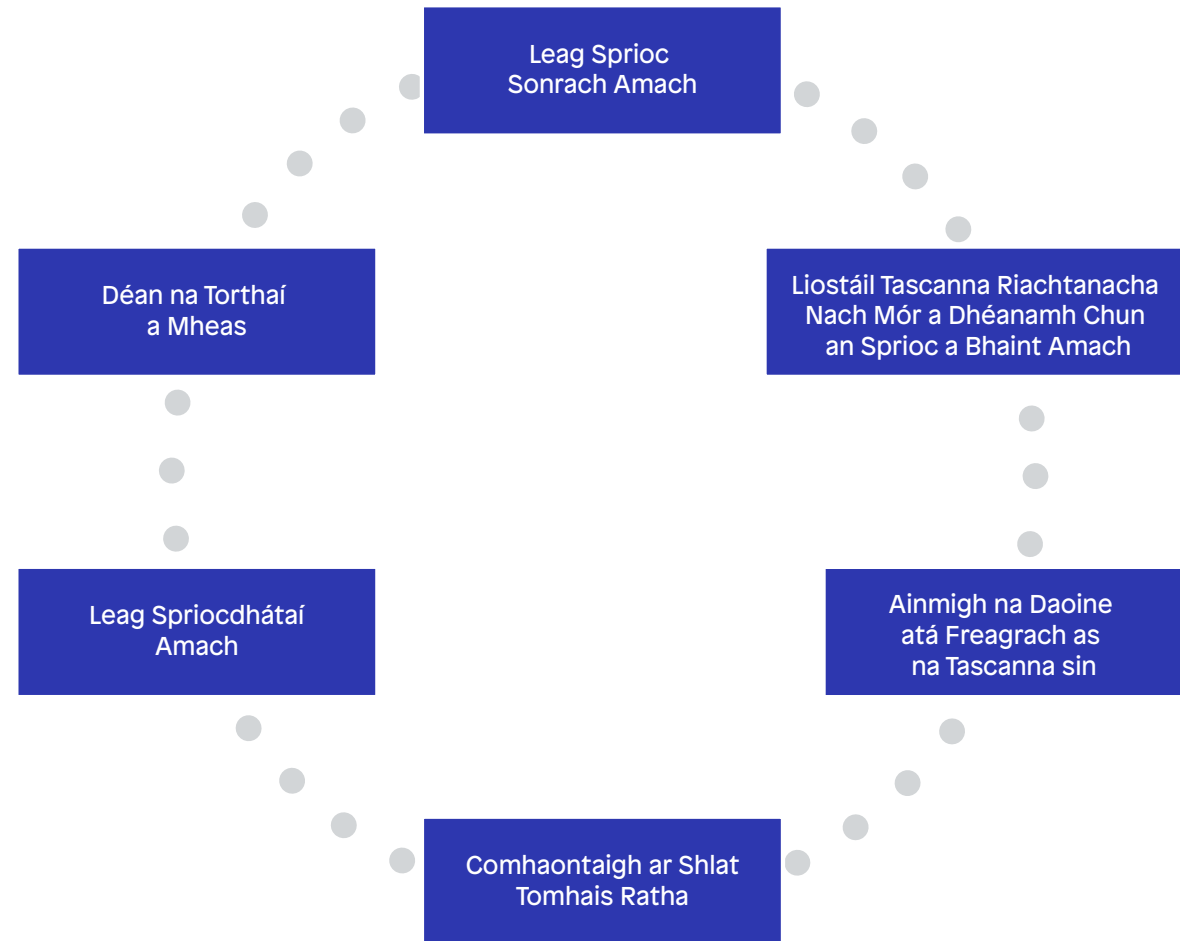 Leag Sprioc
Sonrach Amach
Liostáil Tascanna Riachtanacha
Nach Mór a Dhéanamh Chun
an Sprioc a Bhaint Amach
Ainmigh na Daoine
atá Freagrach as
na Tascanna sin
Comhaontaigh ar Shlat
Tomhais Ratha
Leag Spriocdhátaí
Amach
Déan na Torthaí
a Mheas